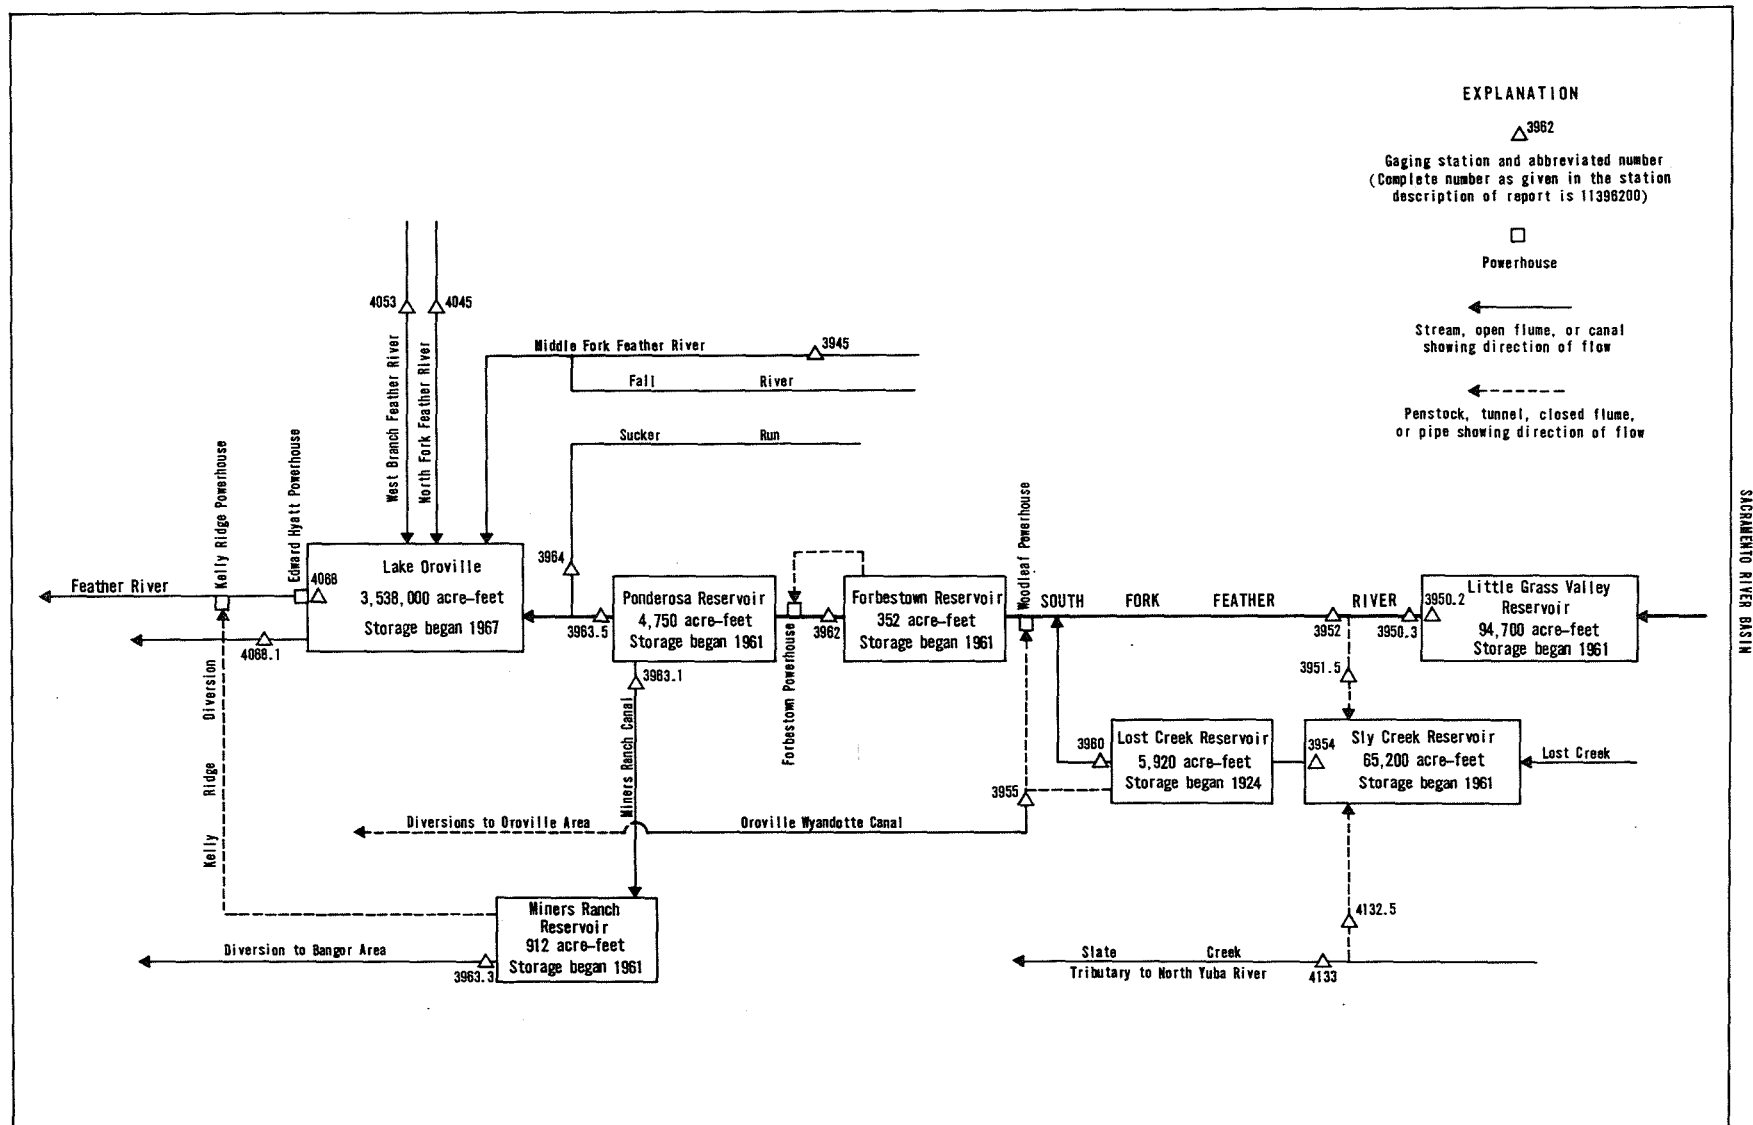 EXPLANATION
3962
Gaging station and abbreviated number
(Complete number as given in the station
description of report is 11396200)
Powerhouse
Stream, open flume, or canal
showing direction of flow
Penstock, tunnel, closed flume,
or pipe showing direction of flow
SACRAMENTO RIVER BASIN
4053
4045
West Branch Feather River
North Fork Feather River
Middle Fork Feather River
3945
Fall River
Sucker Run
Kelly Ridge Powerhouse
Edward Hyatt Powerhouse
Feather River
4068
Lake Oroville
3,538,000 acre-feet
Storage began 1967
4068.1
3964
3963.5
Ponderosa Reservoir
4,750 acre-feet
Storage began 1961
3963.1
Forbestown Powerhouse
3962
Forbestown Reservoir
352 acre-feet
Storage began 1961
Woodleaf Powerhouse
SOUTH FORK FEATHER RIVER
3952
3950.3
3950.2
Little Grass Valley
Reservoir
94,700 acre-feet
Storage began 1961
3951.5
3960
Lost Creek Reservoir
5,920 acre-feet
Storage began 1924
3954
Sly Creek Reservoir
65,200 acre-feet
Storage began 1961
Lost Creek
3955
Miners Ranch Canal
Diversions to Oroville Area
Oroville Wyandotte Canal
Kelly Ridge Diversion
Miners Ranch
Reservoir
912 acre-feet
Storage began 1961
Diversion to Bangor Area
3963.3
4132.5
Slate Creek
Tributary to North Yuba River
4133